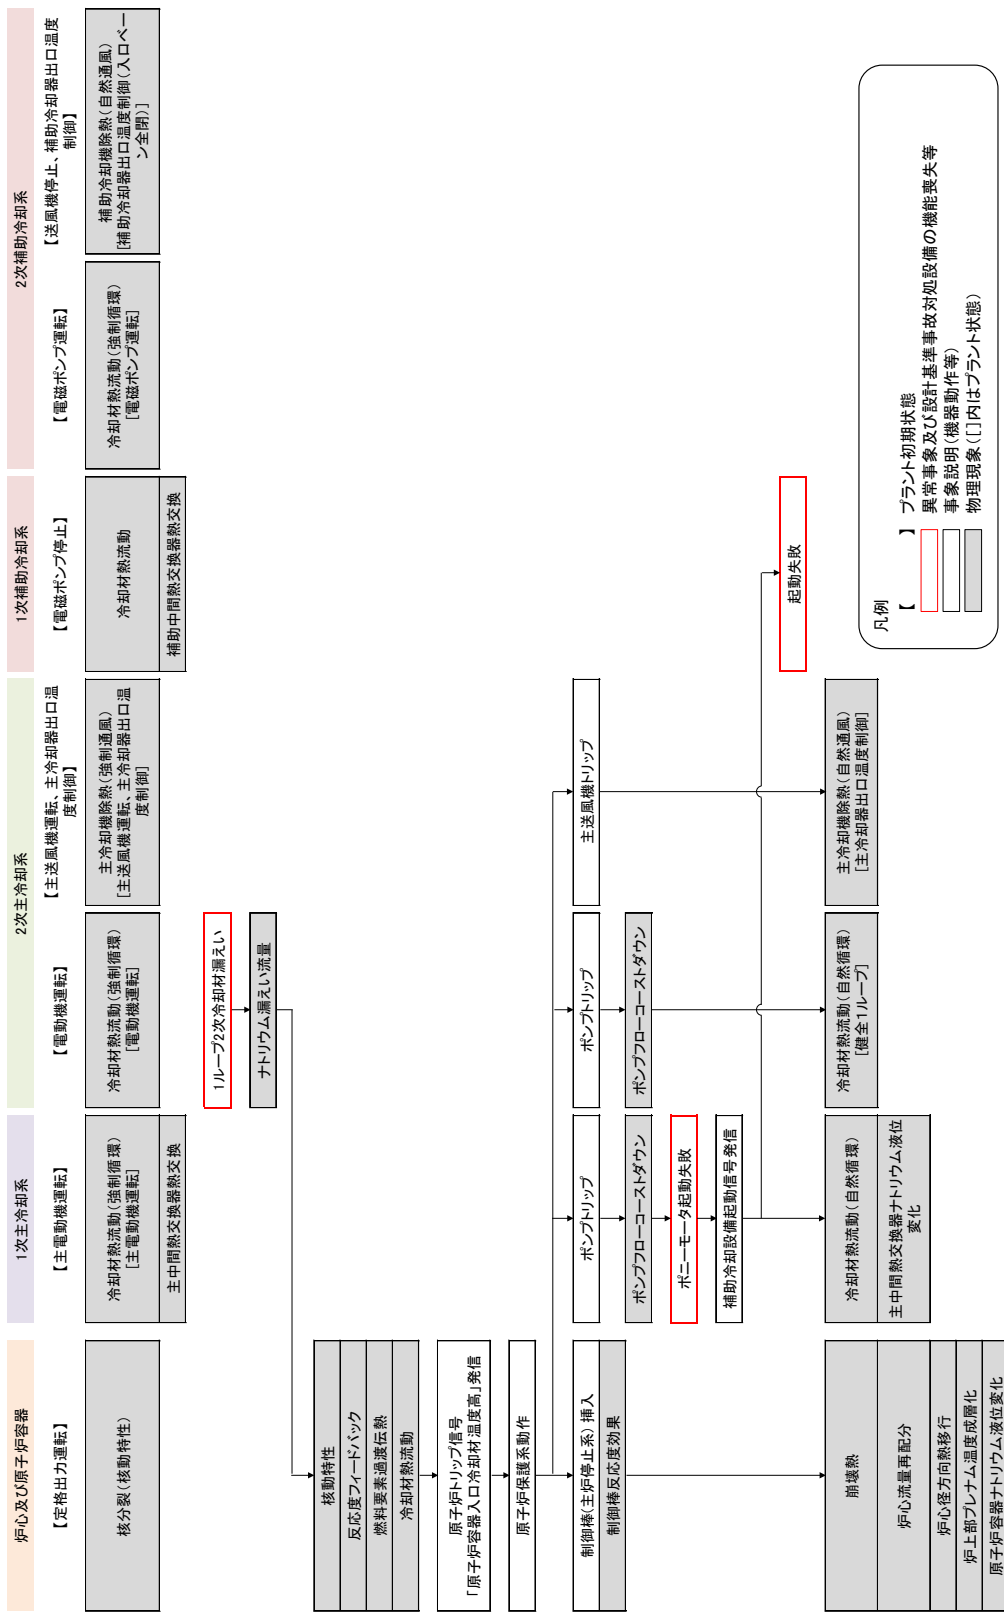 炉心及び原子炉容器
1次主冷却系
2次主冷却系
1次補助冷却系
2次補助冷却系
【定格出力運転】
【主電動機運転】
【電動機運転】
【主送風機運転、主冷却器出口温
度制御】
【電磁ポンプ停止】
【電磁ポンプ運転】
【送風機停止、補助冷却器出口温度
制御】
核分裂(核動特性)
冷却材熱流動(強制循環)
[主電動機運転]
主中間熱交換器熱交換
冷却材熱流動(強制循環)
[電動機運転]
主冷却機除熱(強制通風)
[主送風機運転、主冷却器出口温
度制御]
冷却材熱流動
補助中間熱交換器熱交換
冷却材熱流動(強制循環)
[電磁ポンプ運転]
補助冷却機除熱(自然通風)
[補助冷却器出口温度制御(入口ベー
ン全閉)]
1ループ2次冷却材漏えい
ナトリウム漏えい流量
核動特性
反応度フィードバック
燃料要素過渡伝熱
冷却材熱流動
原子炉トリップ信号
「原子炉容器入口冷却材温度高」発信
原子炉保護系動作
制御棒(主炉停止系)挿入
制御棒反応度効果
ポンプトリップ
ポンプフローコーストダウン
ポニーモータ起動失敗
補助冷却設備起動信号発信
ポンプトリップ
ポンプフローコーストダウン
主送風機トリップ
起動失敗
崩壊熱
炉心流量再配分
炉心径方向熱移行
炉上部プレナム温度成層化
原子炉容器ナトリウム液位変化
冷却材熱流動(自然循環)
主中間熱交換器ナトリウム液位
変化
冷却材熱流動(自然循環)
[健全1ループ]
主冷却機除熱(自然通風)
[主冷却器出口温度制御]
凡例
【 】 プラント初期状態
異常事象及び設計基準事故対処設備の機能喪失等
事象説明(機器動作等)
物理現象([]内はプラント状態)